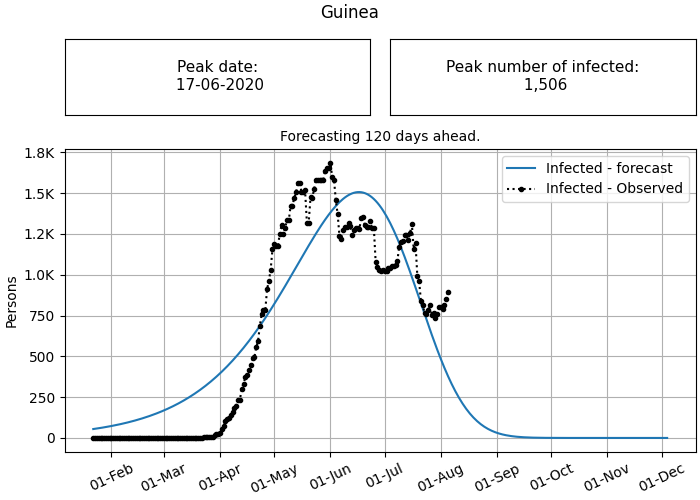 Guinea
Peak date:
17-06-2020
Peak number of infected:
1,506
Forecasting 120 days ahead.
1.8K
1.5K
1.2K
1.0K
750
500
250
0
Persons
Infected - forecast
Infected - Observed
01-Feb
01-Mar
01-Apr
01-May
01-Jun
01-Jul
01-Aug
01-Sep
01-Oct
01-Nov
01-Dec